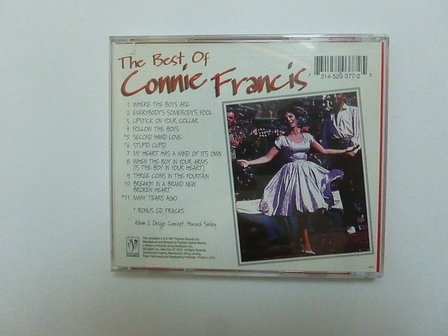 The Best Of
Connie Francis
7 314-520 377-2 5
1 WHERE THE BOYS ARE
2 EVERYBODY'S SOMEBODY'S FOOL
3 LIPSTICK ON YOUR COLLAR
4 FOLLOW THE BOYS
*5 SECOND HAND LOVE
*6 STUPID CUPID
7 MY HEART HAS A MIND OF ITS OWN
8 WHEN THE BOY IN YOUR ARMS
(IS THE BOY IN YOUR HEART)
9 THREE COINS IN THE FOUNTAIN
10 BREAKIN' IN A BRAND NEW
BROKEN HEART
*11 MANY TEARS AGO
* BONUS CD TRACKS
Album & Design Concept: Howard Smiley